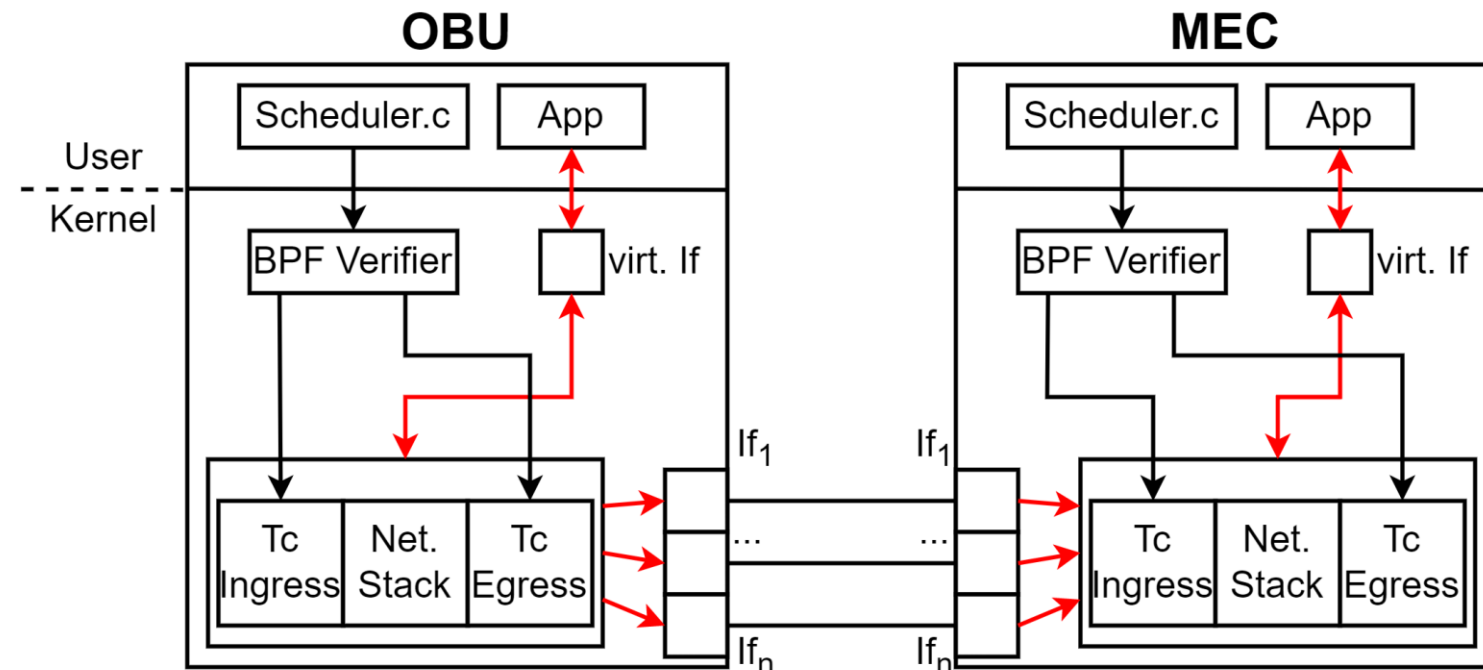 OBU
MEC
Scheduler.c
App
Scheduler.c
App
User
Kernel
BPF Verifier
virt. If
BPF Verifier
virt. If
If1
If1
Tc
Ingress
Net.
Stack
Tc
Egress
...
...
Tc
Ingress
Net.
Stack
Tc
Egress
Ifn
Ifn